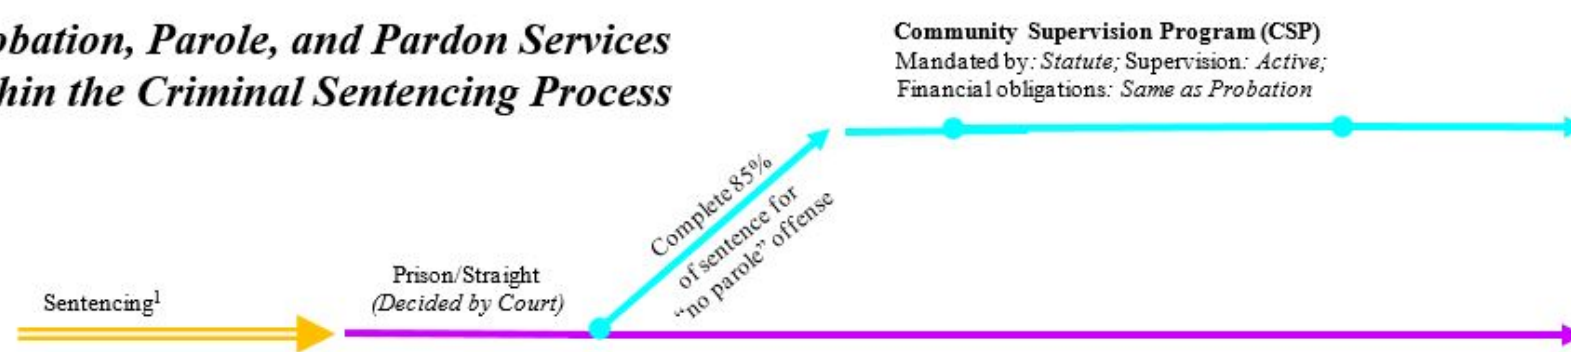 obation, Parole, and Pardon Services
hin the Criminal Sentencing Process
Community Supervision Program (CSP)
Mandated by: Statute; Supervision: Active;
Financial obligations: Same as Probation
Complete 85%
of sentence for
“no parole” offense
Prison/Straight
(Decided by Court)
Sentencing¹